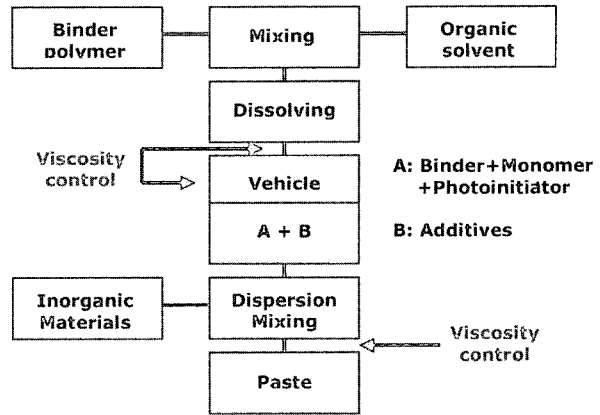 Binder
polymer
Mixing
Organic
solvent
Dissolving
Viscosity
control
Vehicle
A: Binder+Monomer
+Photoinitiator
A + B
B: Additives
Inorganic
Materials
Dispersion
Mixing
Viscosity
control
Paste